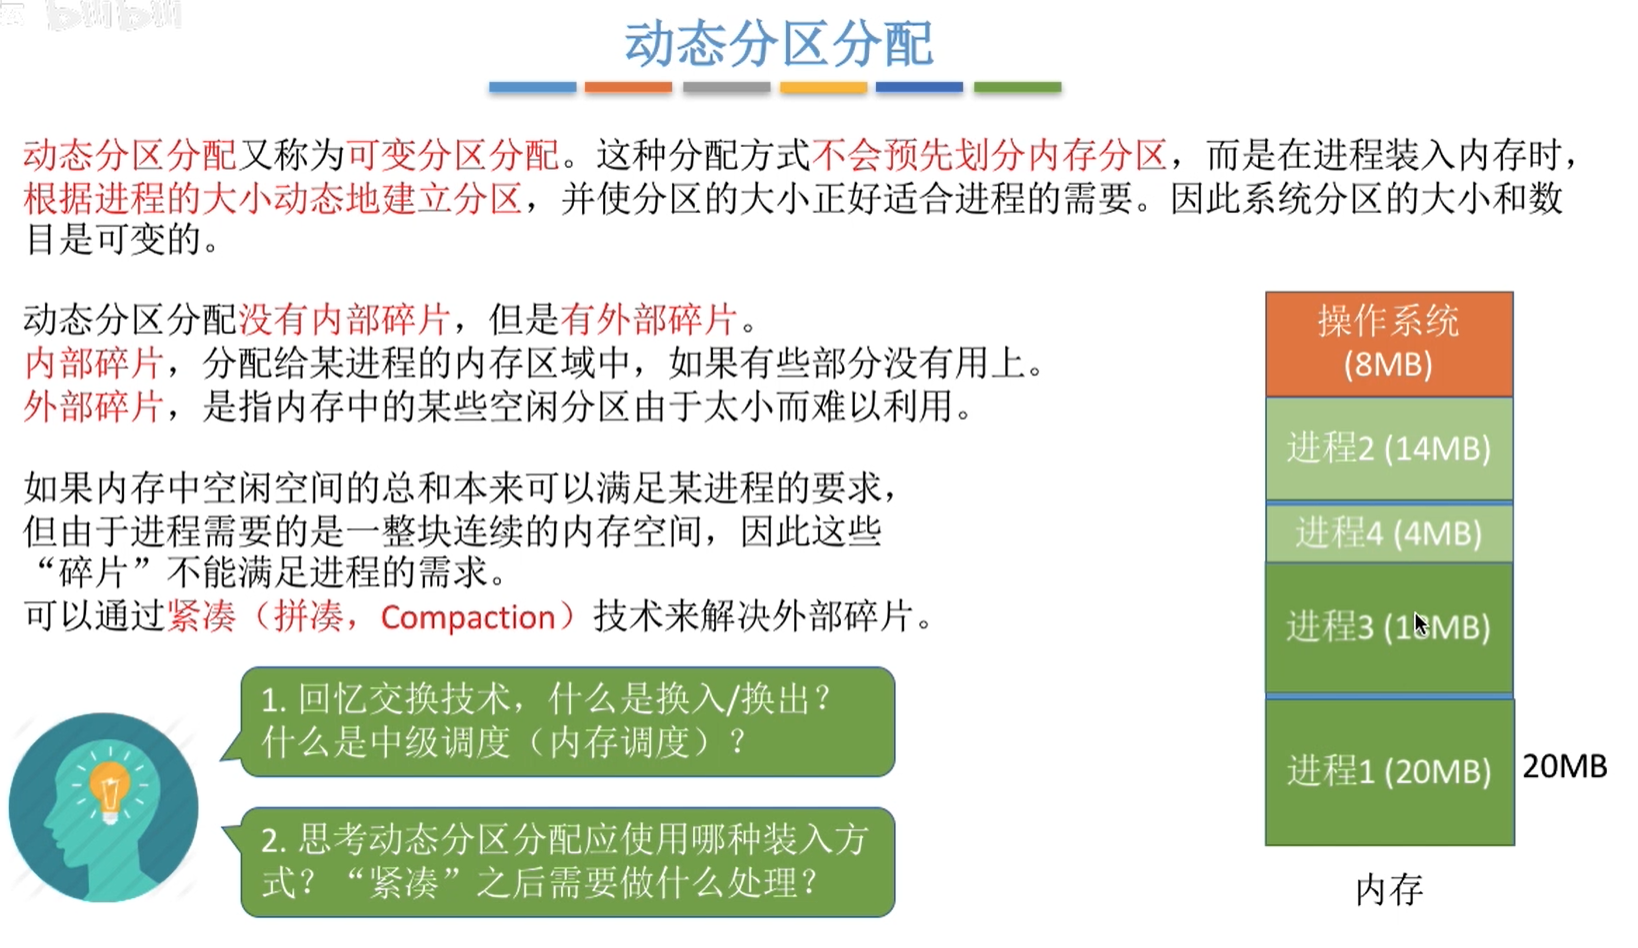 动态分区分配
动态分区分配又称为可变分区分配。这种分配方式不会预先划分内存分区，而是在进程装入内存时，
根据进程的大小动态地建立分区，并使分区的大小正好适合进程的需要。因此系统分区的大小和数
目是可变的。
动态分区分配没有内部碎片，但是有外部碎片。
内部碎片，分配给某进程的内存区域中，如果有些部分没有用上。
外部碎片，是指内存中的某些空闲分区由于太小而难以利用。
如果内存中空闲空间的总和本来可以满足某进程的要求，
但由于进程需要的是一整块连续的内存空间，因此这些
“碎片”不能满足进程的需求。
可以通过紧凑（拼凑，Compaction）技术来解决外部碎片。
1. 回忆交换技术，什么是换入/换出？
什么是中级调度（内存调度）？
2. 思考动态分区分配应使用哪种装入方
式？“紧凑”之后需要做什么处理？
操作系统
(8MB)
进程2 (14MB)
进程4 (4MB)
进程3
进程1 (20MB)
20MB
内存